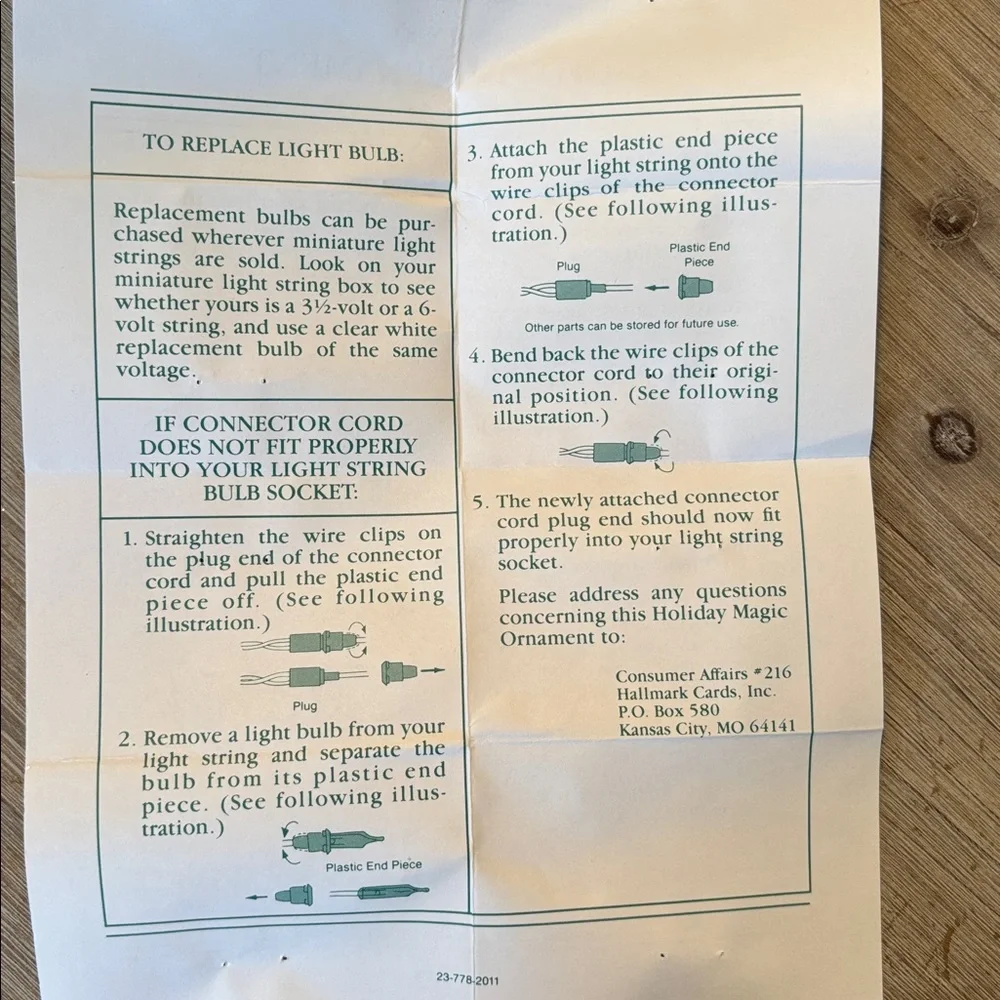 TO REPLACE LIGHT BULB:
Replacement bulbs can be pur-
chased wherever miniature light
strings are sold. Look on your
miniature light string box to see
whether yours is a 3½-volt or a 6-
volt string, and use a clear white
replacement bulb of the same
voltage.
IF CONNECTOR CORD
DOES NOT FIT PROPERLY
INTO YOUR LIGHT STRING
BULB SOCKET:
1. Straighten the wire clips on
the plug end of the connector
cord and pull the plastic end
piece off. (See following
illustration.)
Plug
2. Remove a light bulb from your
light string and separate the
bulb from its plastic end
piece. (See following illus-
tration.)
Plastic End Piece
3. Attach the plastic end piece
from your light string onto the
wire clips of the connector
cord. (See following illus-
tration.)
Plastic End
Piece
Plug
Other parts can be stored for future use.
4. Bend back the wire clips of the
connector cord to their origi-
nal position. (See following
illustration.)
5. The newly attached connector
cord plug end should now fit
properly into your light string
socket.
Please address any questions
concerning this Holiday Magic
Ornament to:
Consumer Affairs #216
Hallmark Cards, Inc.
P.O. Box 580
Kansas City, MO 64141
23-778-2011